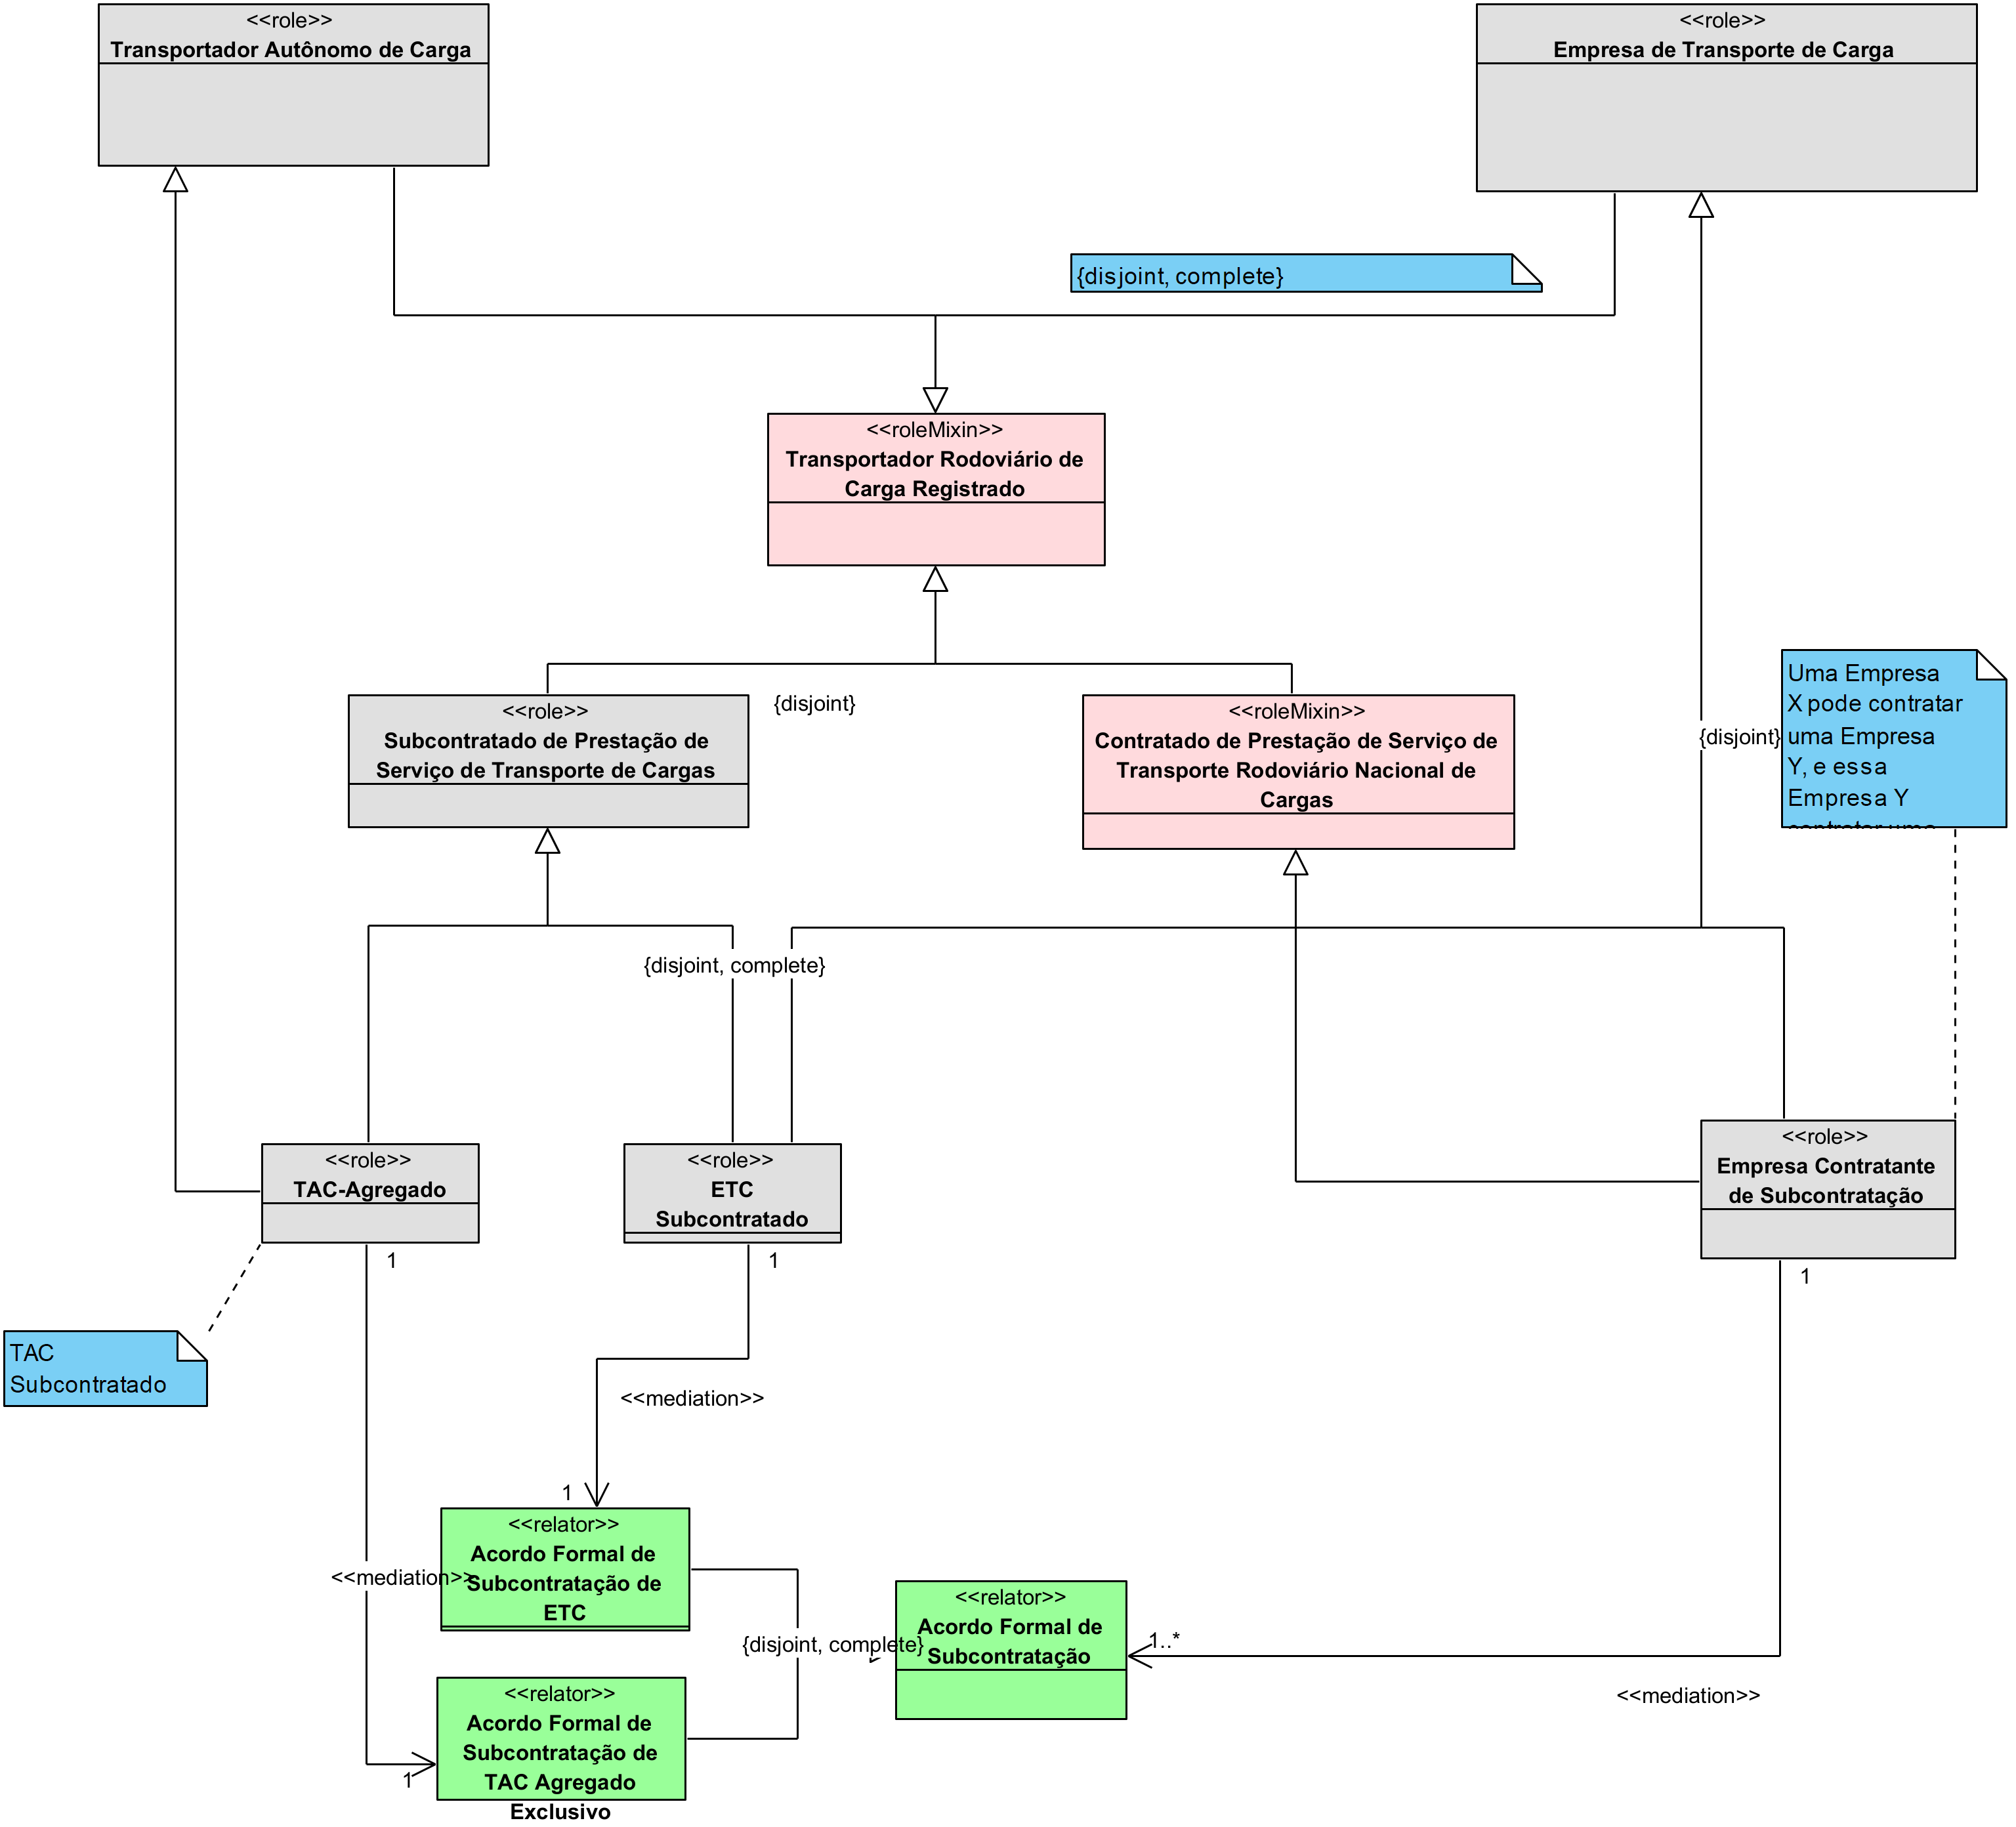 <<role>>
Transportador Autônomo de Carga
<<role>>
Empresa de Transporte de Carga
{disjoint, complete}
<<roleMixin>>
Transportador Rodoviário de
Carga Registrado
<<role>>
Subcontratado de Prestação de
Serviço de Transporte de Cargas
{disjoint}
<<roleMixin>>
Contratado de Prestação de Serviço de
Transporte Rodoviário Nacional de
Cargas
{disjoint}
Uma Empresa
X pode contratar
uma Empresa
Y, e essa
Empresa Y
contratar uma
{disjoint, complete}
<<role>>
TAC-Agregado
<<role>>
ETC
Subcontratado
<<role>>
Empresa Contratante
de Subcontratação
1
1
1
TAC
Subcontratado
<<mediation>>
1
<<relator>>
Acordo Formal de
Subcontratação de
ETC
<<mediation>>
{disjoint, complete}
<<relator>>
Acordo Formal de
Subcontratação
1..*
<<mediation>>
<<relator>>
Acordo Formal de
Subcontratação de
TAC Agregado
Exclusivo
1